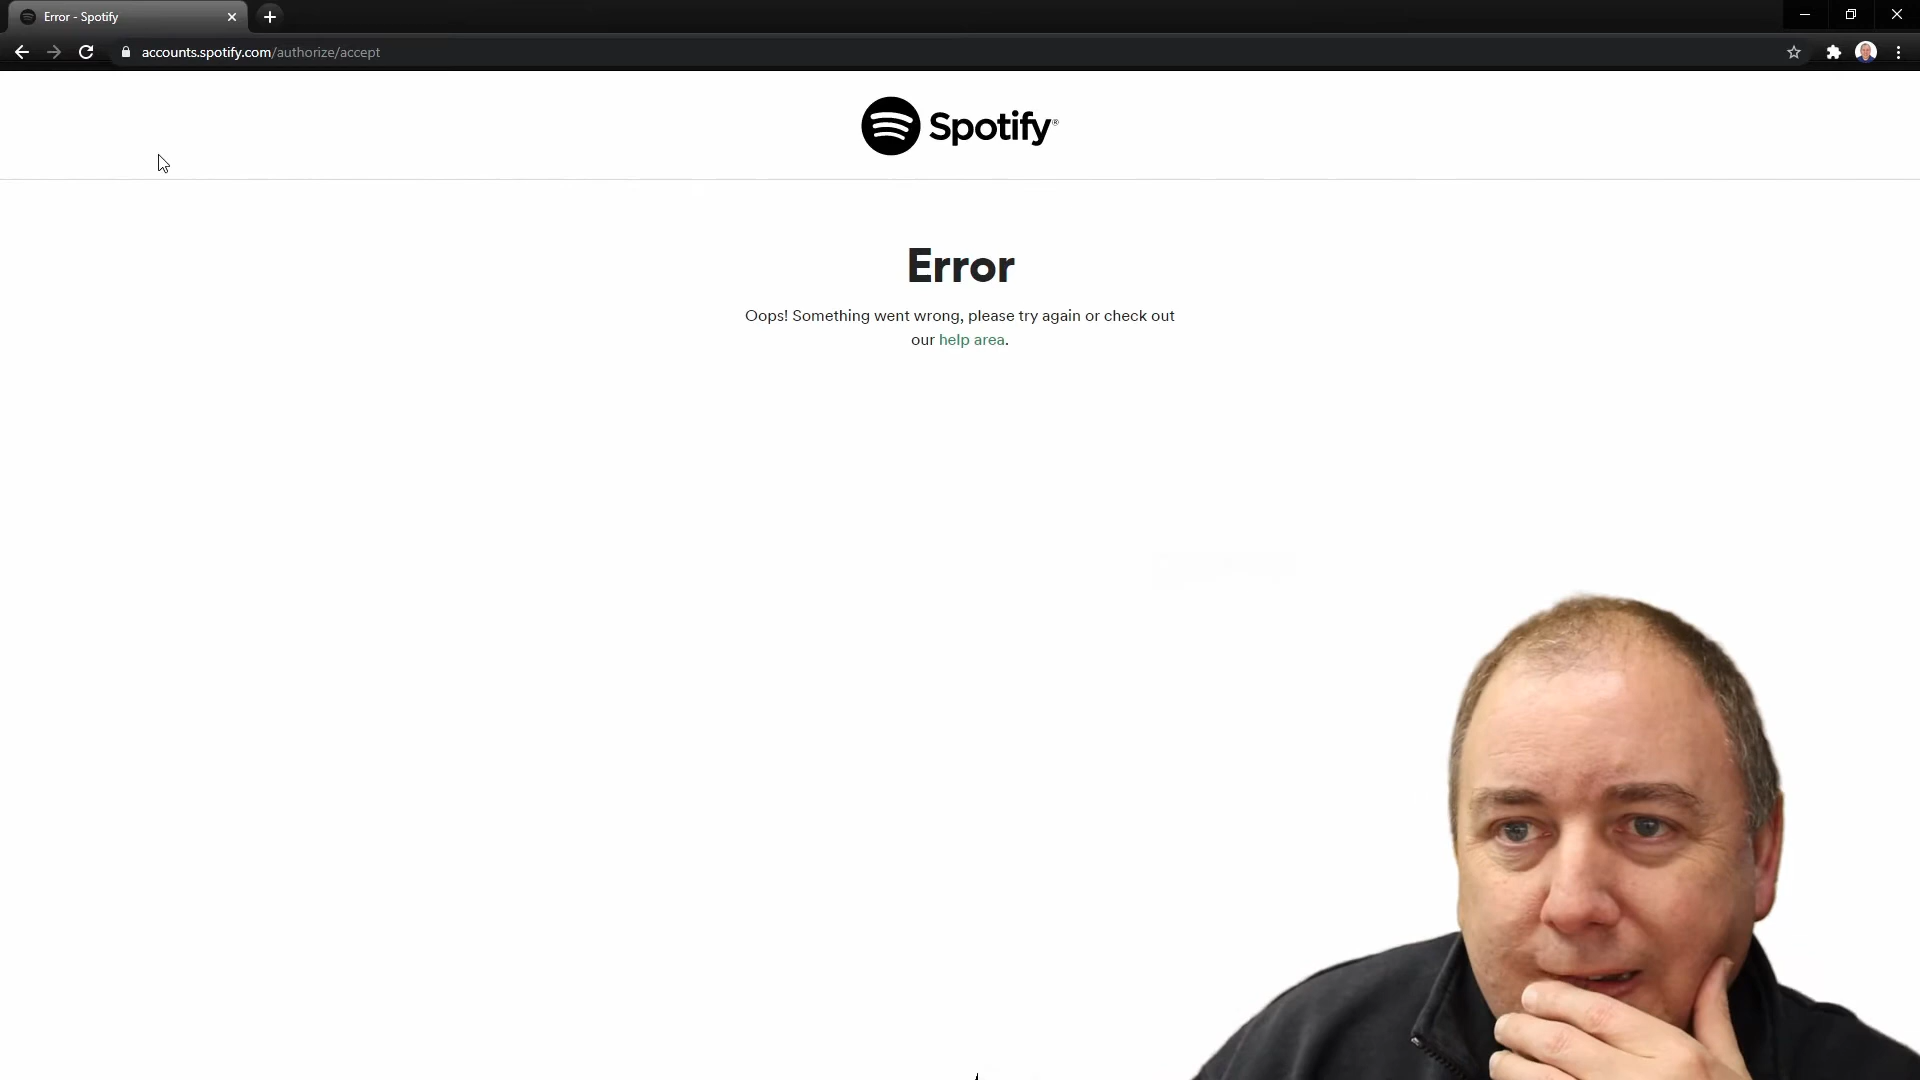 Error - Spotify
accounts.spotify.com/authorize/accept
Spotify®
Error
Oops! Something went wrong, please try again or check out
our help area.